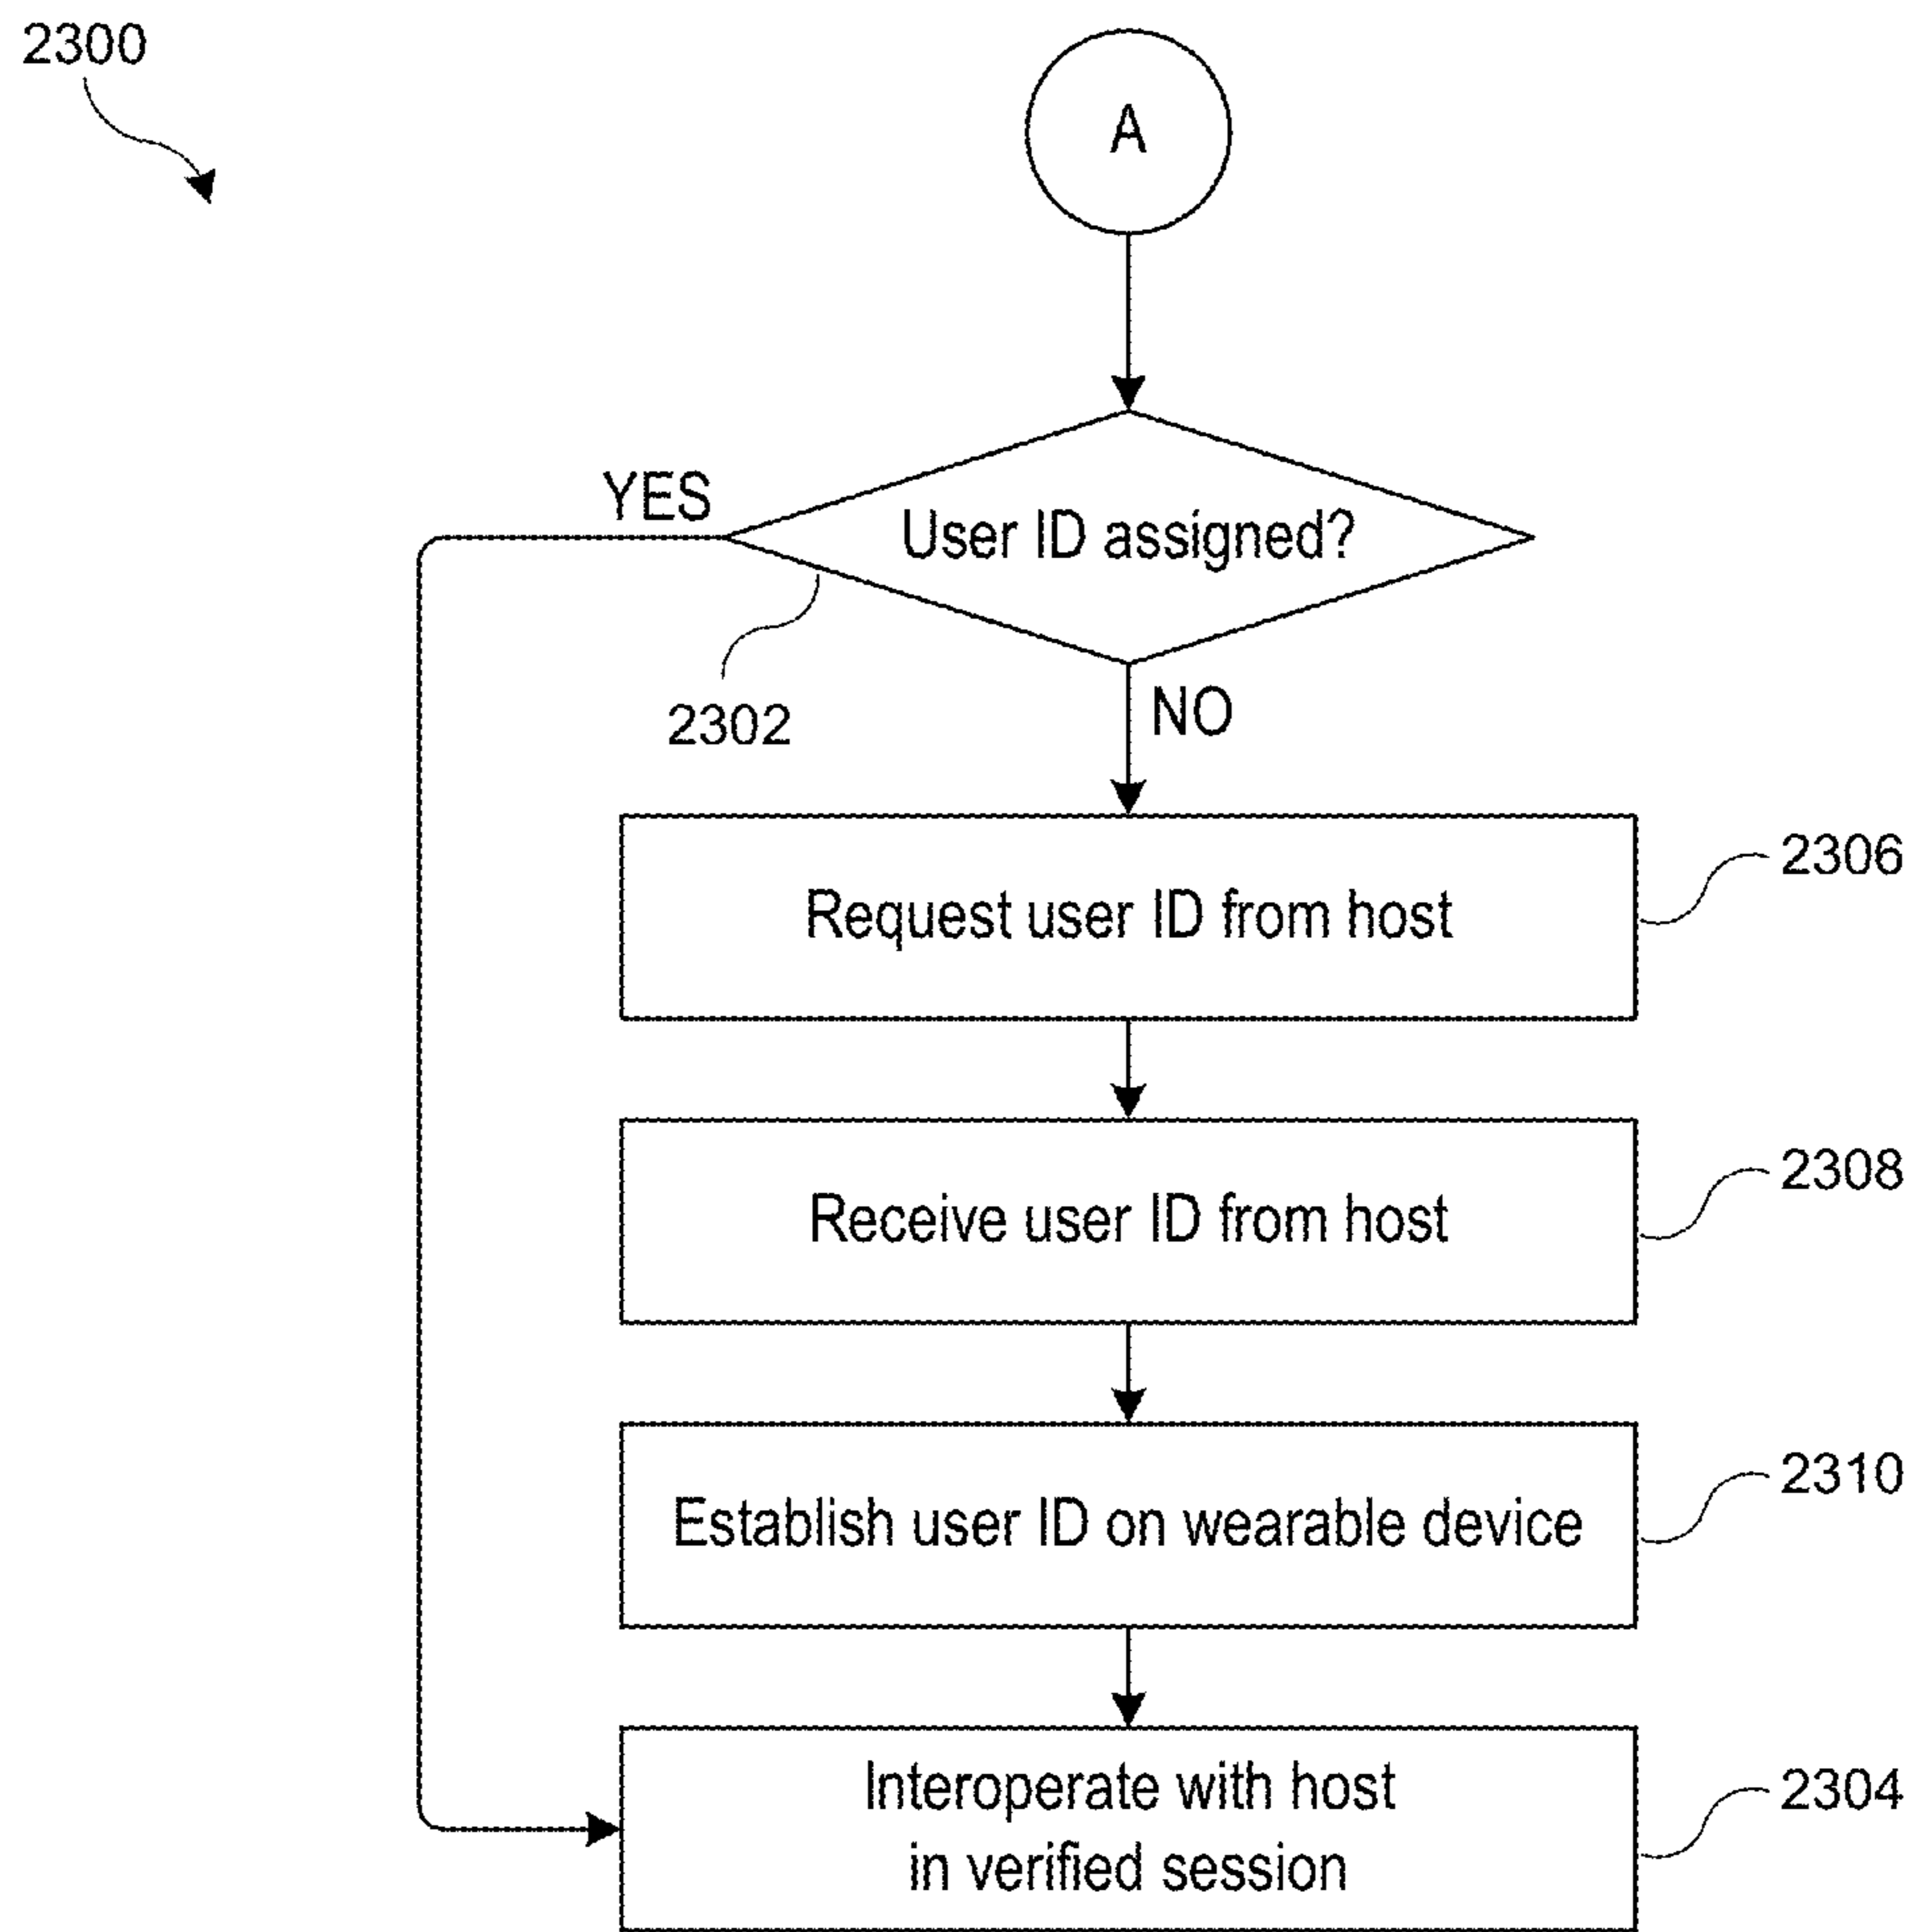 2300
A
YES
User ID assigned?
2302
NO
2306
Request user ID from host
2308
Receive user ID from host
2310
Establish user ID on wearable device
2304
Interoperate with host
in verified session